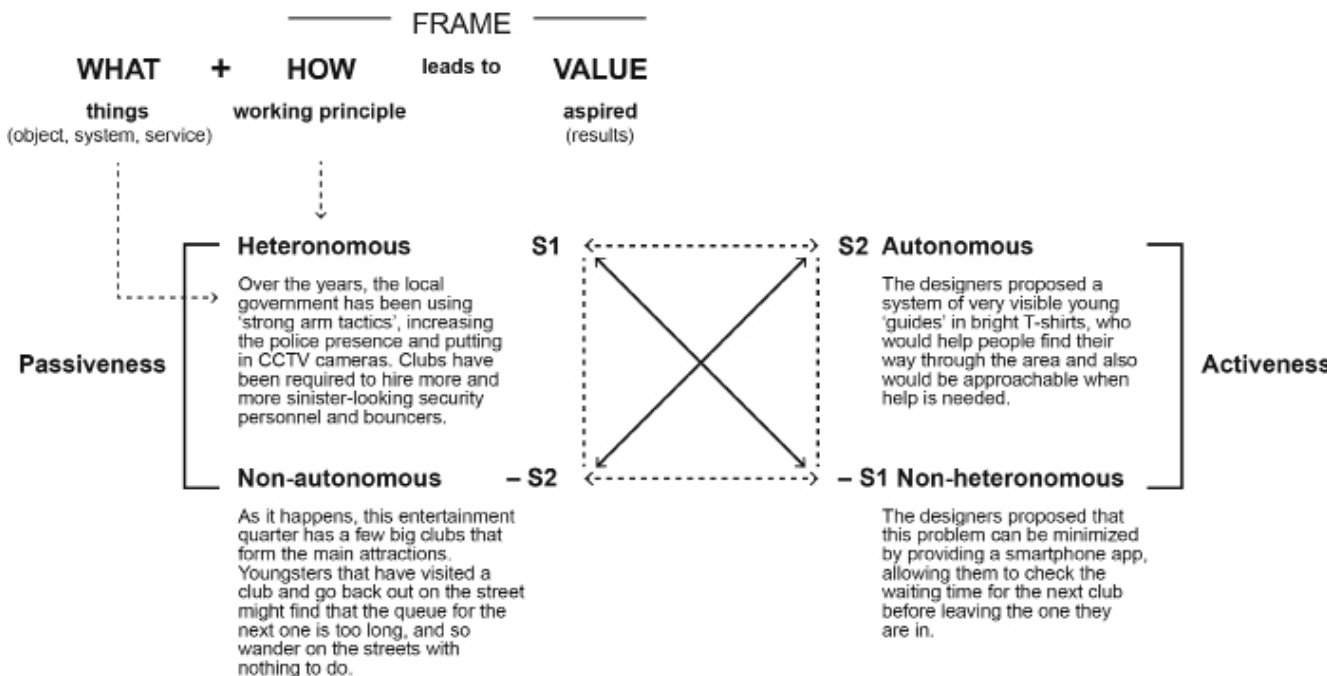 FRAME
WHAT + HOW leads to VALUE
things working principle aspired
(object, system, service) (results)
Passiveness
Heteronomous S1
Over the years, the local
government has been using
‘strong arm tactics’, increasing
the police presence and putting
in CCTV cameras. Clubs have
been required to hire more and
more sinister-looking security
personnel and bouncers.
S2 Autonomous
The designers proposed a
system of very visible young
‘guides’ in bright T-shirts, who
would help people find their
way through the area and also
would be approachable when
help is needed.
Activeness
Non-autonomous – S2
As it happens, this entertainment
quarter has a few big clubs that
form the main attractions.
Youngsters that have visited a
club and go back out on the street
might find that the queue for the
next one is too long, and so
wander on the streets with
nothing to do.
– S1 Non-heteronomous
The designers proposed that
this problem can be minimized
by providing a smartphone app,
allowing them to check the
waiting time for the next club
before leaving the one they
are in.